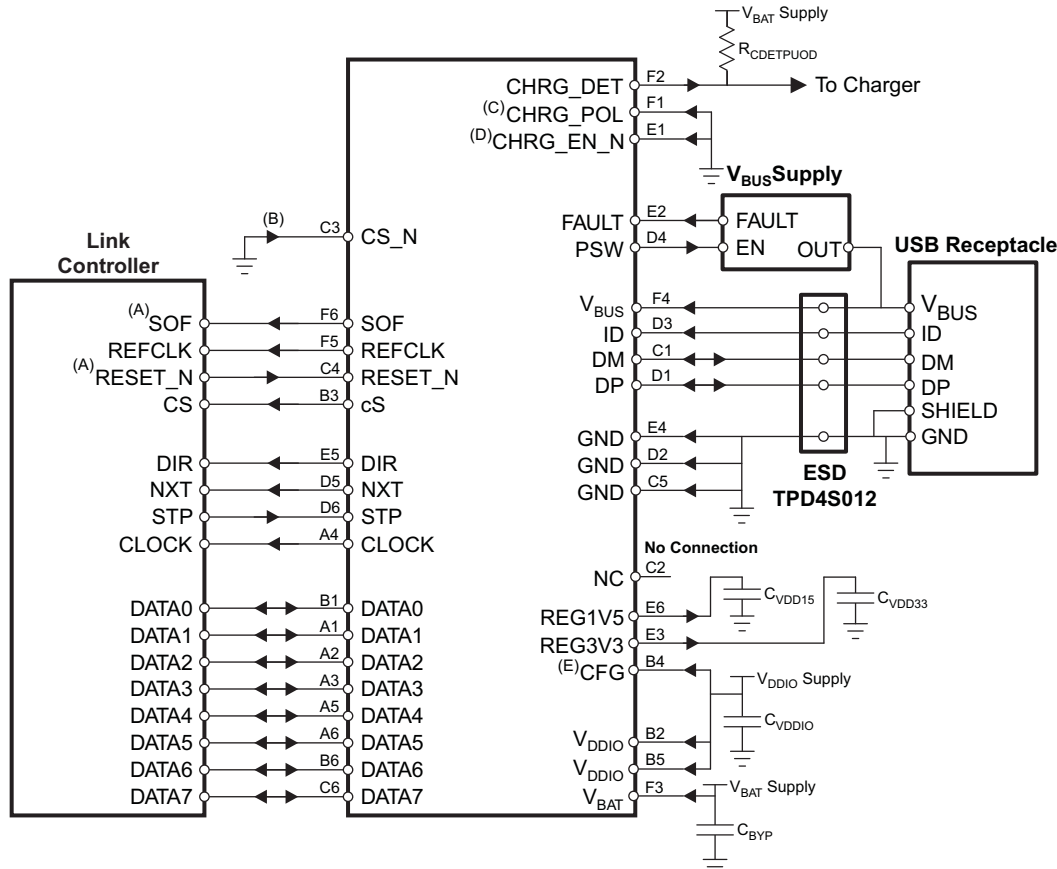 V_BAT Supply
R_CDETPUOD
CHRG_DET F2 To Charger
(C)CHRG_POL F1
(D)CHRG_EN_N E1
V_BUS Supply
FAULT E2 FAULT
PSW D4 EN OUT
(B) C3 CS_N
Link
Controller
USB Receptacle
(A)SOF F6 SOF
REFCLK F5 REFCLK
(A)RESET_N C4 RESET_N
CS B3 cS
V_BUS F4 V_BUS
ID D3 ID
DM C1 DM
DP D1 DP
SHIELD
GND E4 GND
GND D2
GND C5
ESD
TPD4S012
DIR E5 DIR
NXT D5 NXT
STP D6 STP
CLOCK A4 CLOCK
No Connection
NC C2
REG1V5 E6 C_VDD15
REG3V3 E3 C_VDD33
(E)CFG B4
V_DDIO Supply
C_VDDIO
V_DDIO B2
V_DDIO B5
V_BAT F3
V_BAT Supply
C_BYP
DATA0 B1 DATA0
DATA1 A1 DATA1
DATA2 A2 DATA2
DATA3 A3 DATA3
DATA4 A5 DATA4
DATA5 A6 DATA5
DATA6 B6 DATA6
DATA7 C6 DATA7